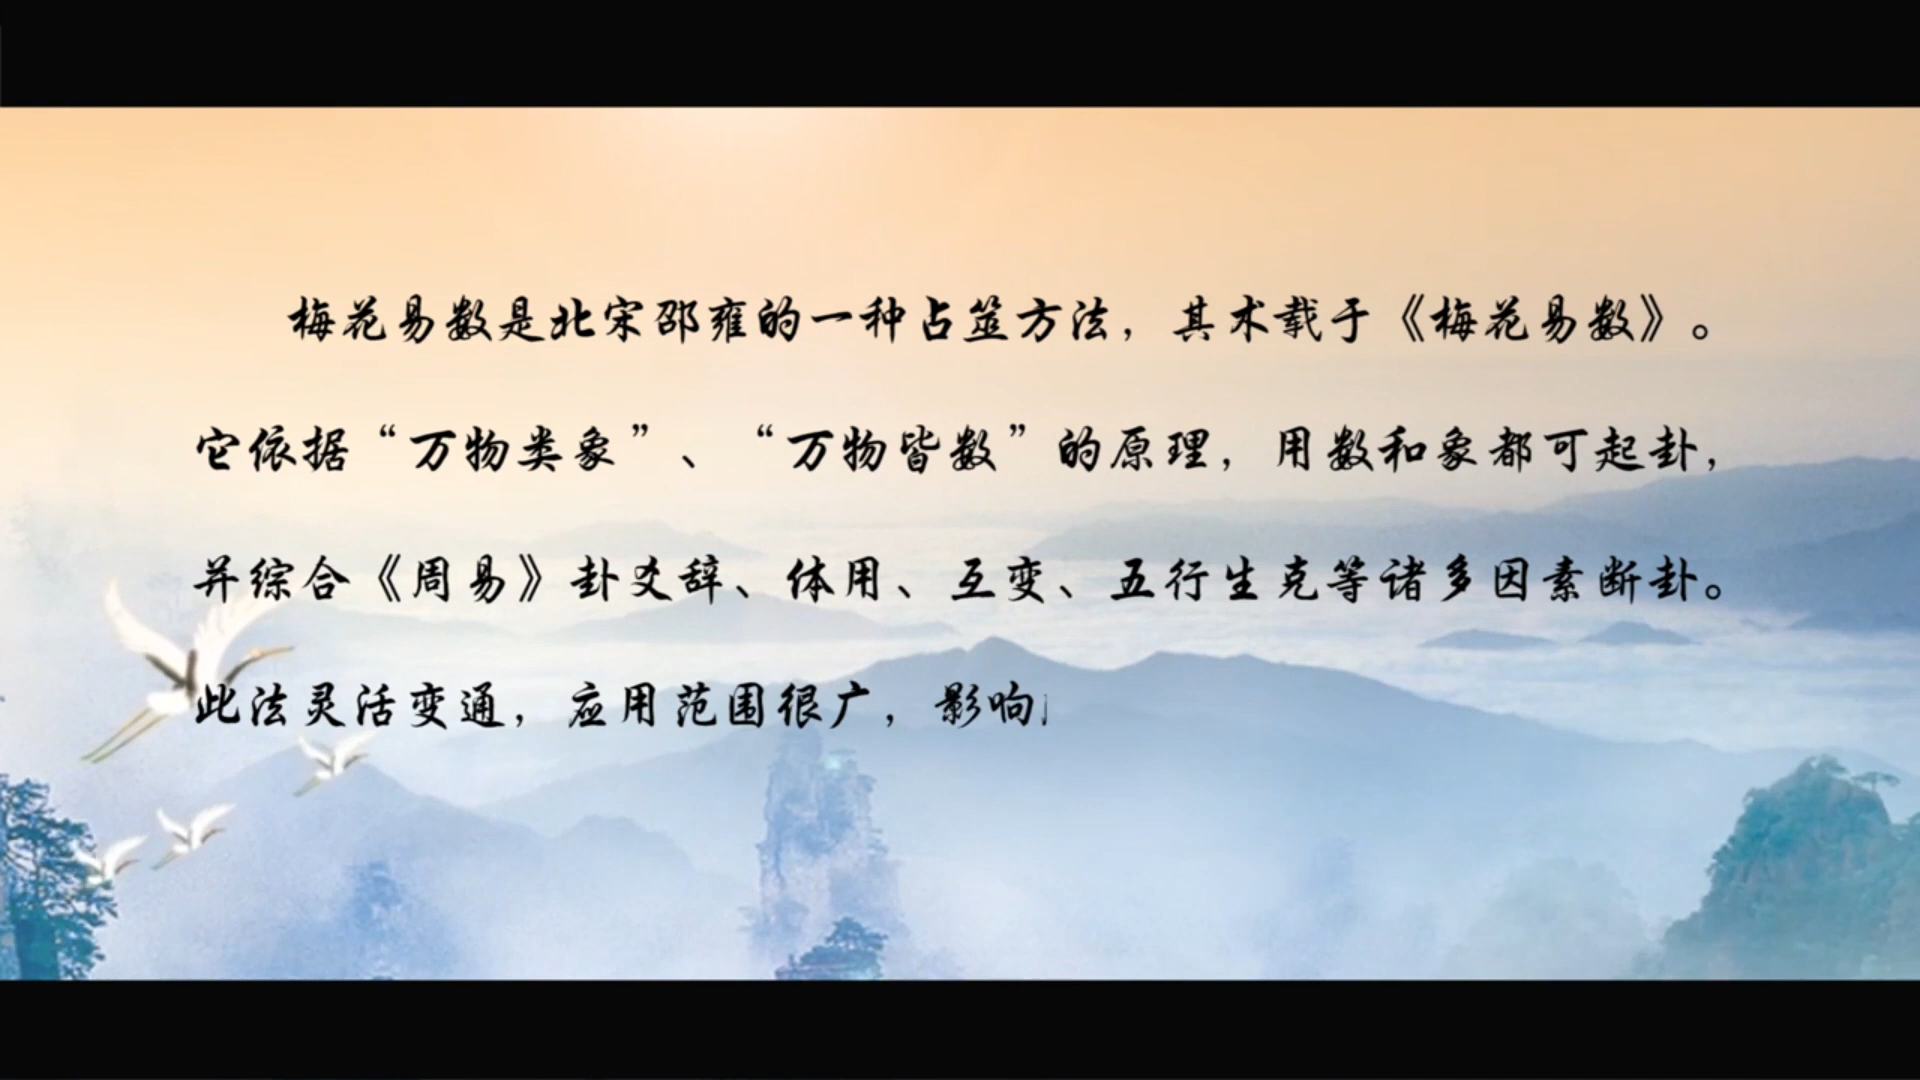 梅花易数是北宋邵雍的一种占筮方法，其术载于《梅花易数》。
它依据“万物类象”、“万物皆数”的原理，用数和象都可起卦，
并综合《周易》卦爻辞、体用、互变、五行生克等诸多因素断卦。
此法灵活变通，应用范围很广，影响